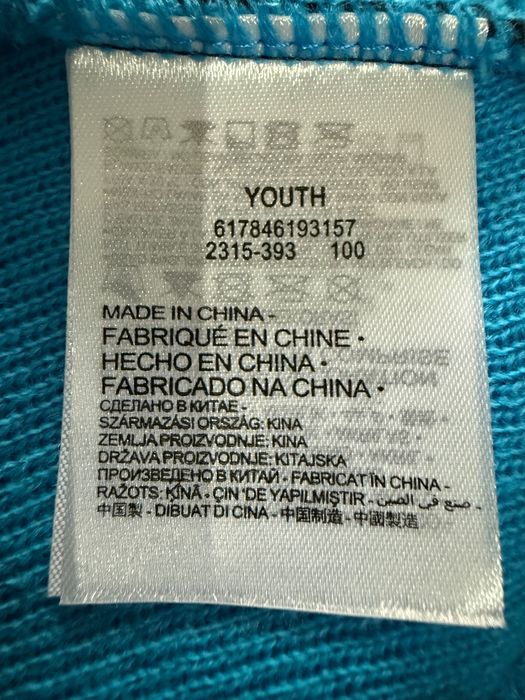 YOUTH
617846193157
2315-393 100
MADE IN CHINA -
FABRIQUÉ EN CHINE •
HECHO EN CHINA •
FABRICADO NA CHINA •
СДЕЛАНО В КИТАЕ -
SZÁRMAZÁSI ORSZÁG: KINA
ZEMLJA PROIZVODNJE: KINA
DRŽAVA PROIZVODNJE: KITAJSKA
ПРОИЗВЕДЕНО В КИТАЙ - FABRICAT ÎN CHINA -
RAŽOTS: ĶĪNĀ - ÇIN 'DE YAPILMIŞTIR - صنع في الصين -
中国製 - DIBUAT DI CINA - 中国制造 - 中國製造